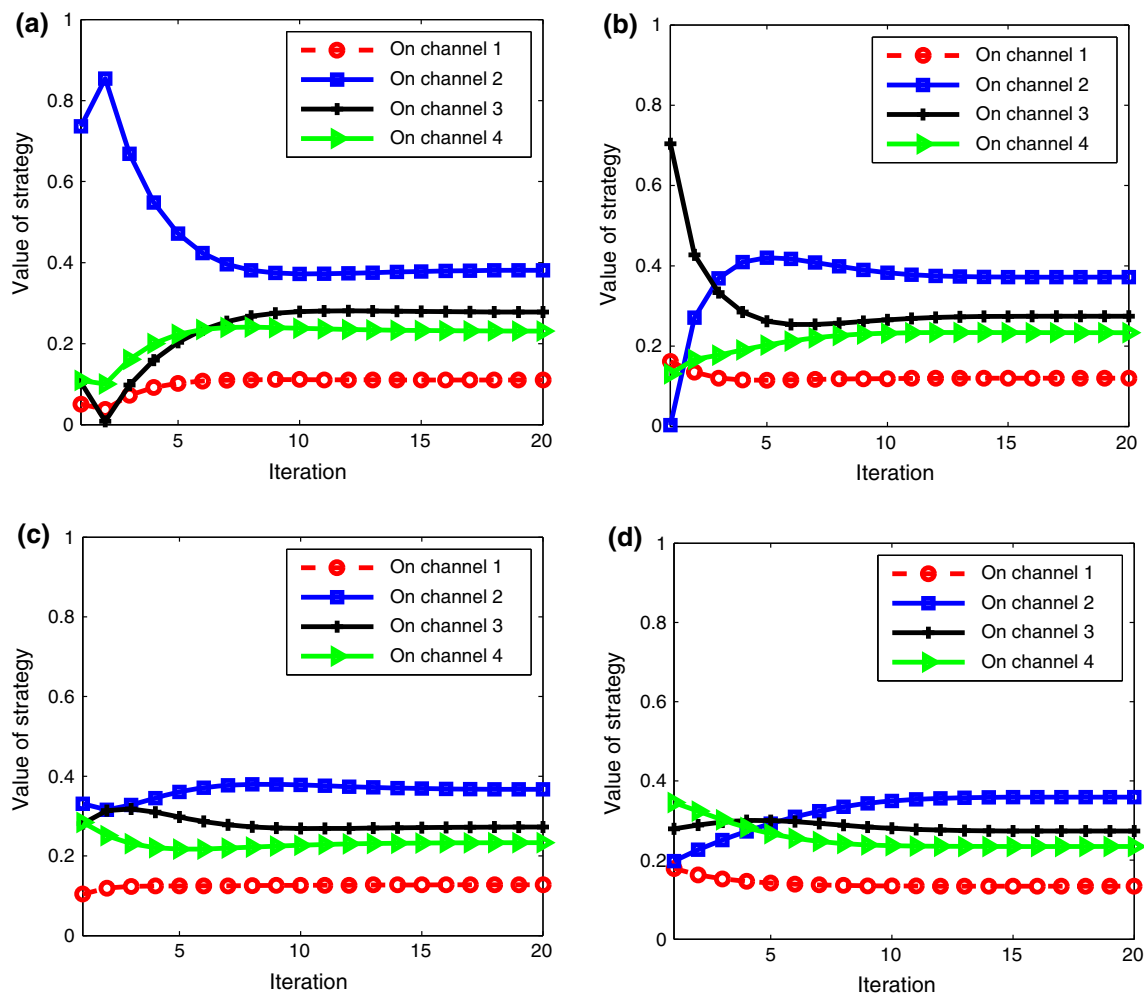 (a)
1
0.8
0.6
0.4
0.2
0
5
10
15
20
Value of strategy
Iteration
On channel 1
On channel 2
On channel 3
On channel 4
(b)
1
0.8
0.6
0.4
0.2
0
5
10
15
20
Value of strategy
Iteration
On channel 1
On channel 2
On channel 3
On channel 4
(c)
1
0.8
0.6
0.4
0.2
0
5
10
15
20
Value of strategy
Iteration
On channel 1
On channel 2
On channel 3
On channel 4
(d)
1
0.8
0.6
0.4
0.2
0
5
10
15
20
Value of strategy
Iteration
On channel 1
On channel 2
On channel 3
On channel 4